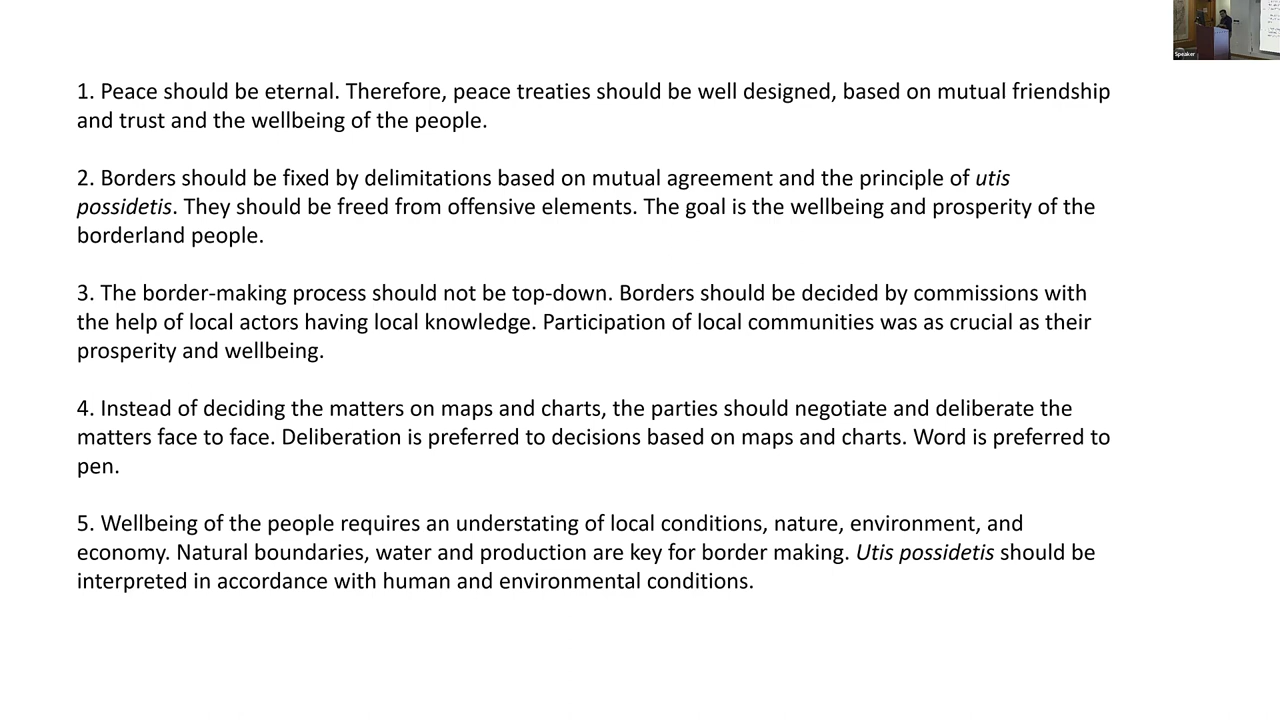 Speaker
1. Peace should be eternal. Therefore, peace treaties should be well designed, based on mutual friendship
and trust and the wellbeing of the people.
2. Borders should be fixed by delimitations based on mutual agreement and the principle of utis
possidetis. They should be freed from offensive elements. The goal is the wellbeing and prosperity of the
borderland people.
3. The border-making process should not be top-down. Borders should be decided by commissions with
the help of local actors having local knowledge. Participation of local communities was as crucial as their
prosperity and wellbeing.
4. Instead of deciding the matters on maps and charts, the parties should negotiate and deliberate the
matters face to face. Deliberation is preferred to decisions based on maps and charts. Word is preferred to
pen.
5. Wellbeing of the people requires an understating of local conditions, nature, environment, and
economy. Natural boundaries, water and production are key for border making. Utis possidetis should be
interpreted in accordance with human and environmental conditions.